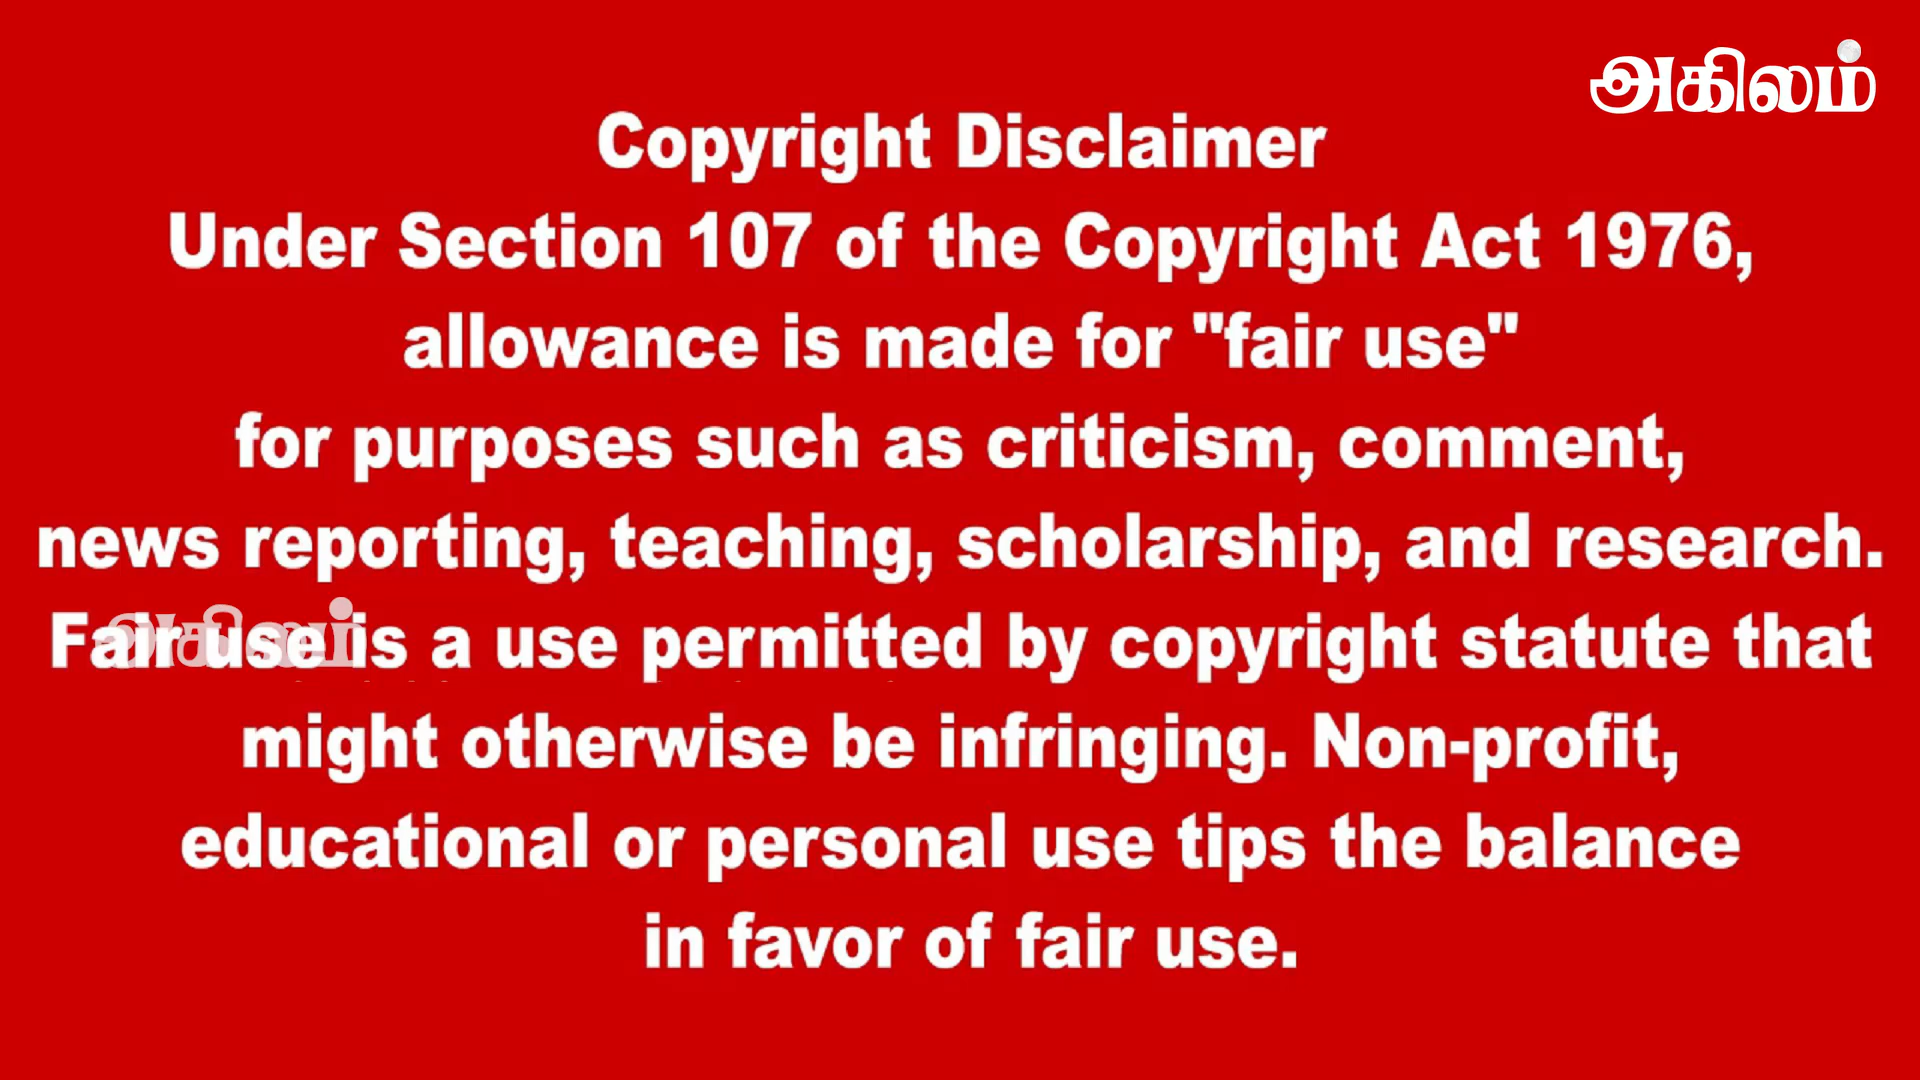 அகிலம்
Copyright Disclaimer
Under Section 107 of the Copyright Act 1976,
allowance is made for "fair use"
for purposes such as criticism, comment,
news reporting, teaching, scholarship, and research.
Fair use is a use permitted by copyright statute that
அகிலம்
might otherwise be infringing. Non-profit,
educational or personal use tips the balance
in favor of fair use.